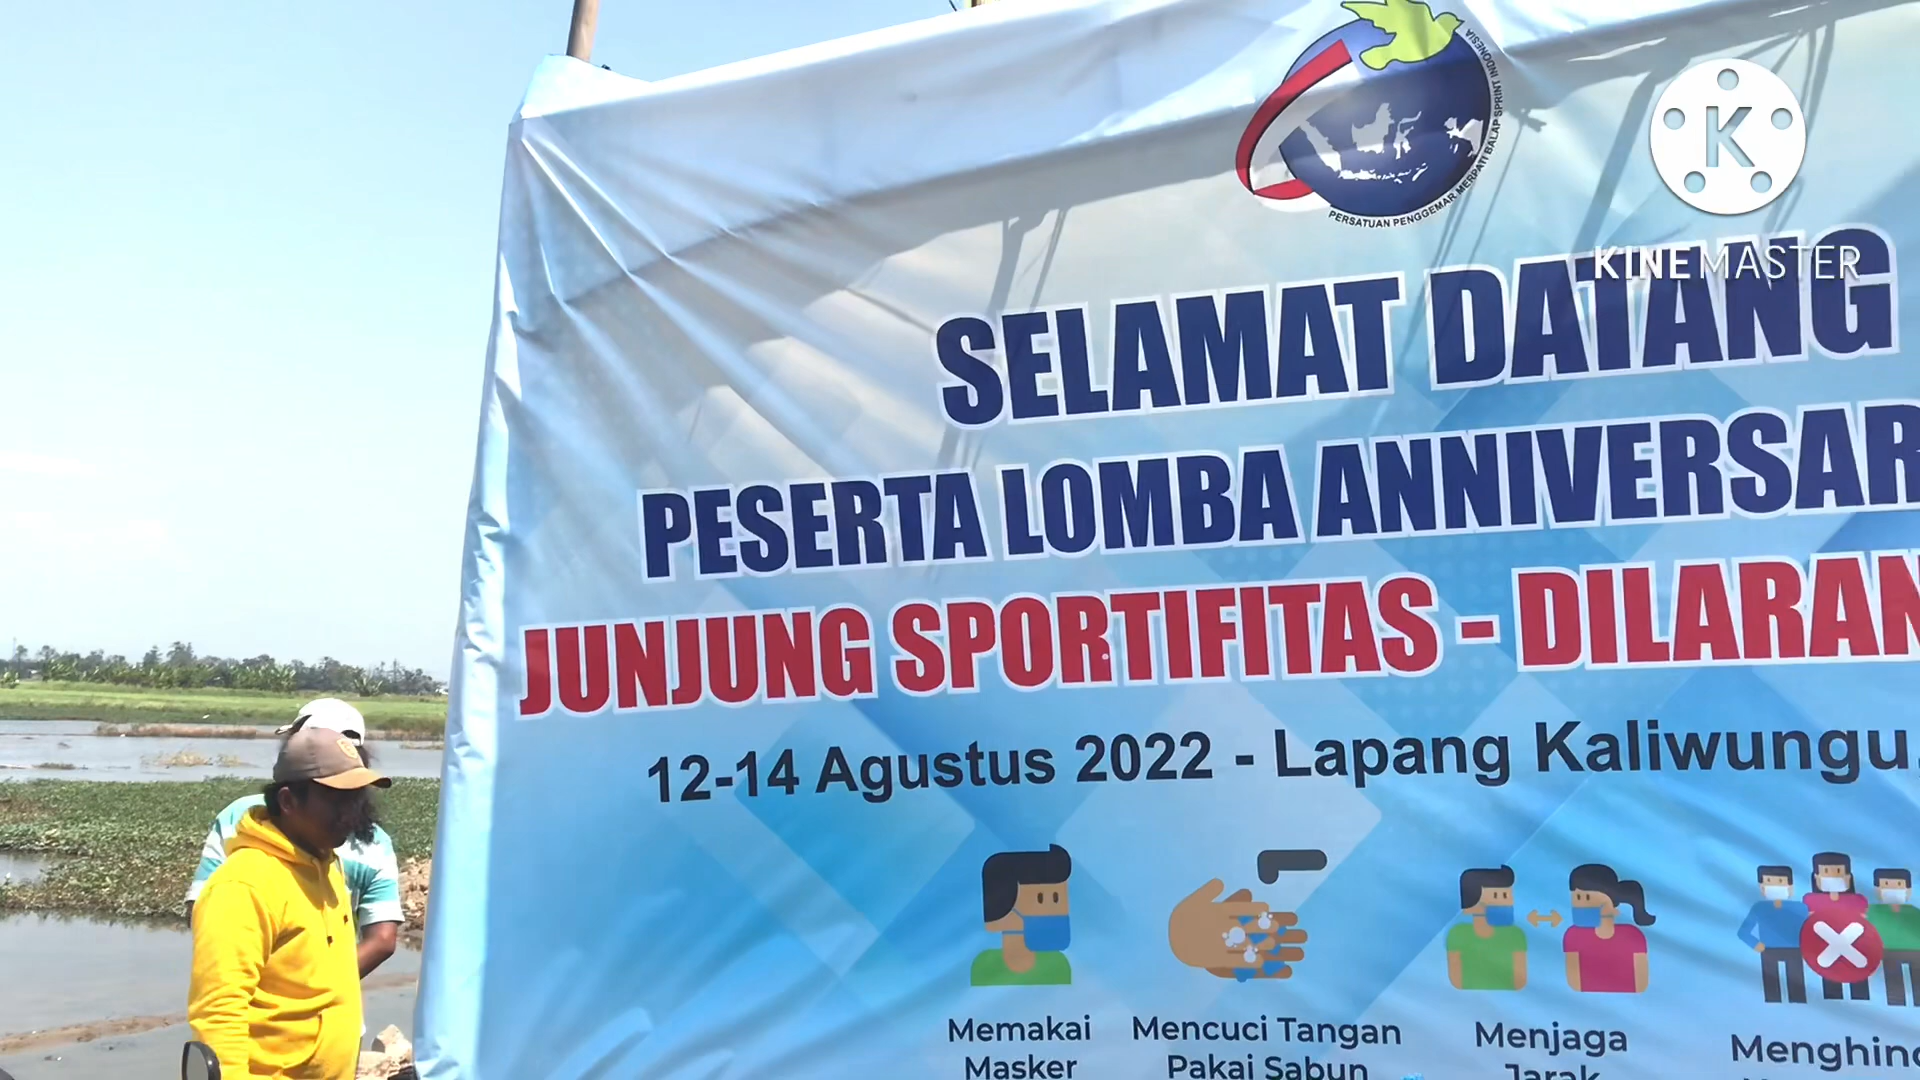 PERSATUAN PENGGEMAR MERPATI BALAP SPRINT INDONESIA
K
KINEMASTER
SELAMAT DATANG
PESERTA LOMBA ANNIVERSAR
JUNJUNG SPORTIFITAS - DILARAN
12-14 Agustus 2022 - Lapang Kaliwungu
Memakai Masker
Mencuci Tangan Pakai Sabun
Menjaga Jarak
Menghind